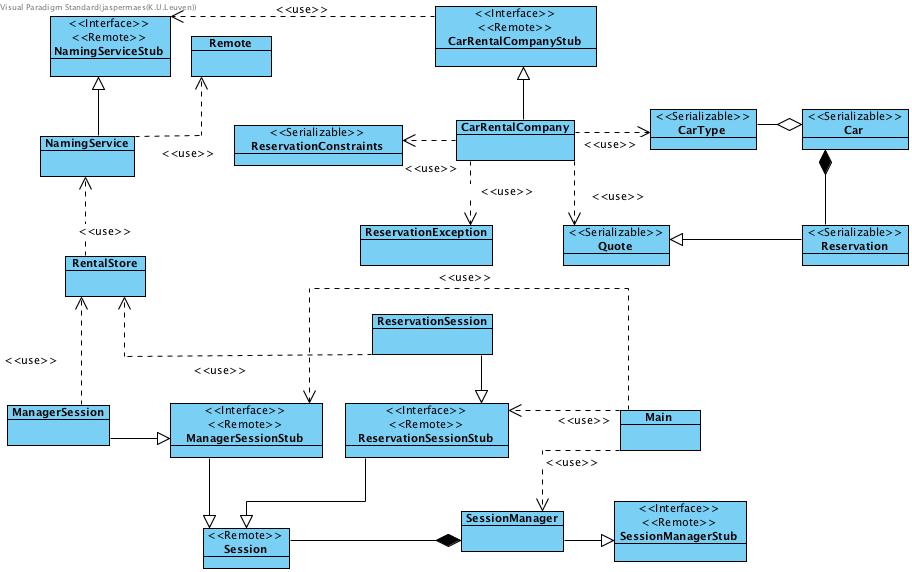 Visual Paradigm Standard(jaspermaes(K.U.Leuven))
<<use>>
<<Interface>>
<<Remote>>
NamingServiceStub
Remote
<<Interface>>
<<Remote>>
CarRentalCompanyStub
NamingService
<<use>>
<<Serializable>>
ReservationConstraints
<<use>>
CarRentalCompany
<<use>>
<<Serializable>>
CarType
<<Serializable>>
Car
<<use>>
<<use>>
<<use>>
ReservationException
<<Serializable>>
Quote
<<Serializable>>
Reservation
RentalStore
<<use>>
ReservationSession
<<use>>
<<use>>
ManagerSession
<<Interface>>
<<Remote>>
ManagerSessionStub
<<Interface>>
<<Remote>>
ReservationSessionStub
<<use>>
Main
<<use>>
<<Remote>>
Session
SessionManager
<<Interface>>
<<Remote>>
SessionManagerStub